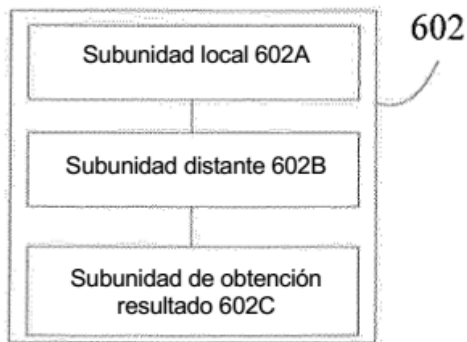 602
Subunidad local 602A
Subunidad distante 602B
Subunidad de obtención
resultado 602C